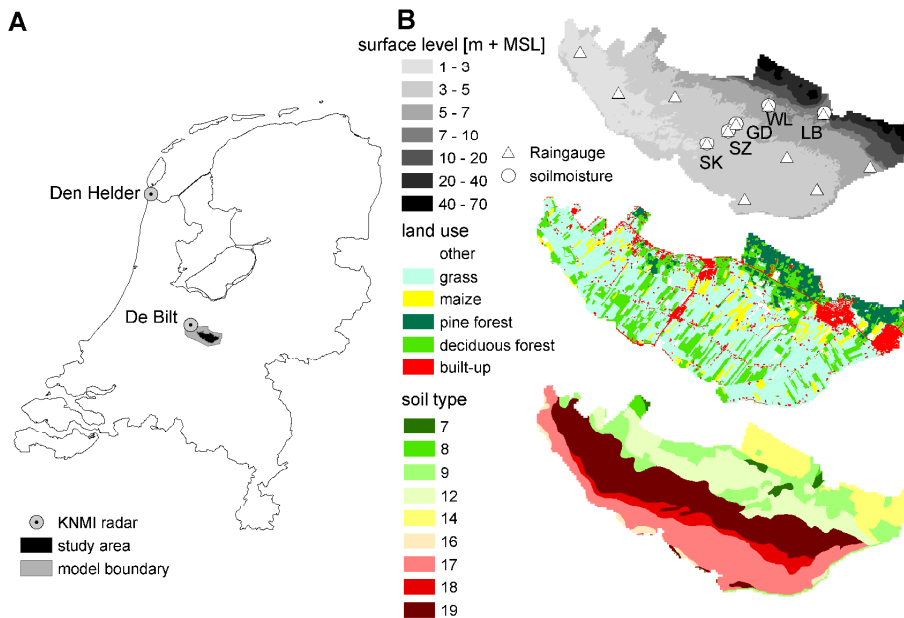 A
Den Helder
De Bilt
KNMI radar
study area
model boundary
B
surface level [m + MSL]
1 - 3
3 - 5
5 - 7
7 - 10
10 - 20
20 - 40
40 - 70
WL
GD
LB
SZ
SK
Raingauge
soilmoisture
land use
other
grass
maize
pine forest
deciduous forest
built-up
soil type
7
8
9
12
14
16
17
18
19